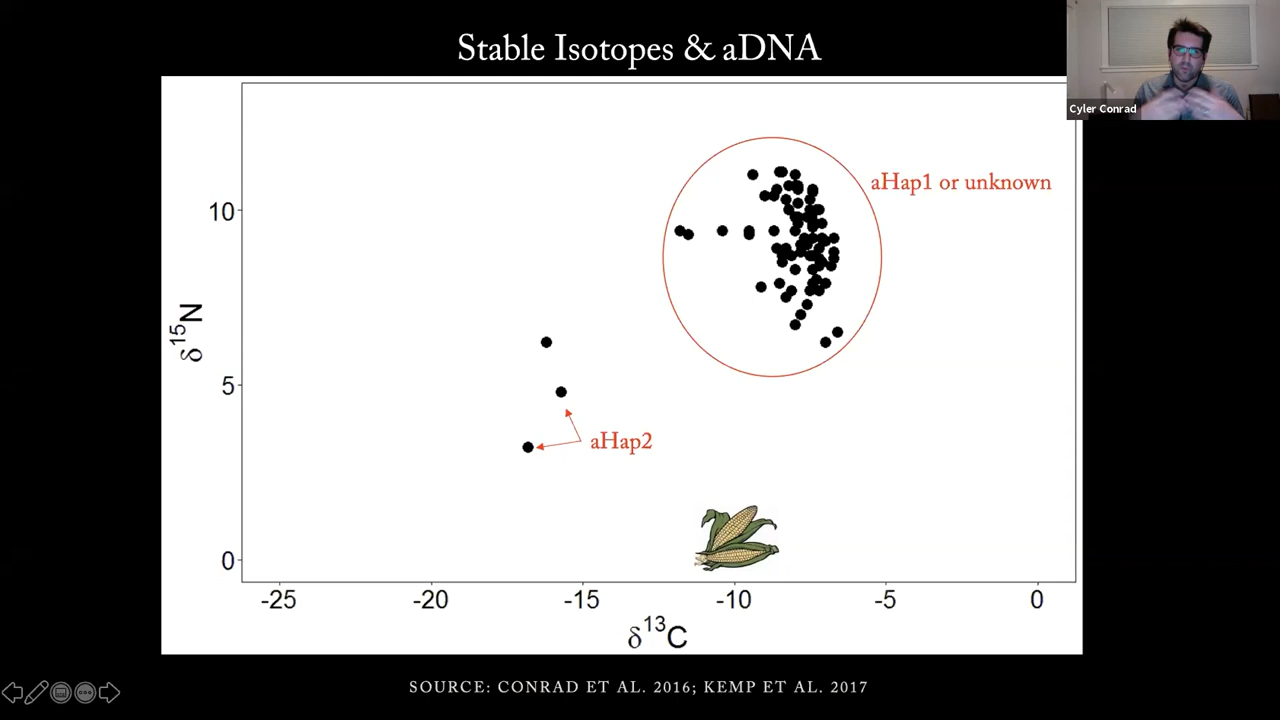 Stable Isotopes & aDNA
Cyler Conrad
aHap1 or unknown
10
δ15N
5
aHap2
0
-25 -20 -15 -10 -5 0
δ13C
SOURCE: CONRAD ET AL. 2016; KEMP ET AL. 2017